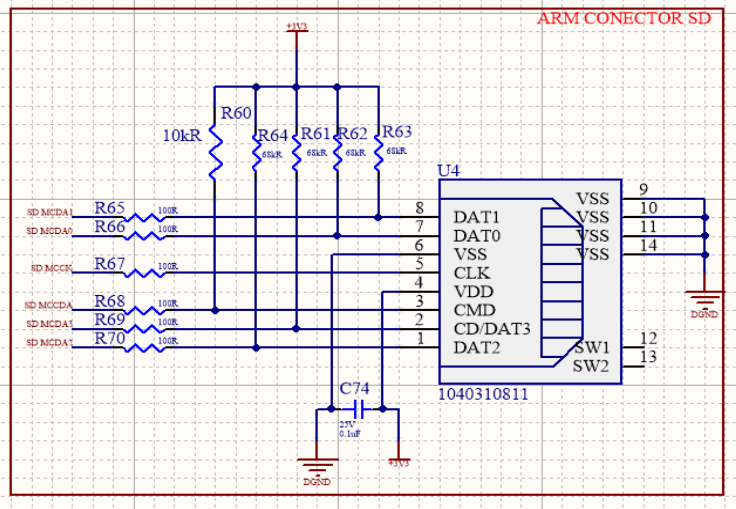 ARM CONECTOR SD
+3V3
R60
10kR
R64
R61
R62
R63
68kR
68kR
68kR
68kR
U4
SD MCDA1
R65
100R
8
DAT1
VSS
9
SD MCDA0
R66
100R
7
DAT0
VSS
10
6
VSS
VSS
11
SD MCCK
R67
100R
5
CLK
VSS
14
4
VDD
SD MCCDA
R68
100R
3
CMD
SD MCDA3
R69
100R
2
CD/DAT3
SW1
12
SD MCDA2
R70
100R
1
DAT2
SW2
13
DGND
C74
1040310811
25V
0.1uF
DGND
+3V3